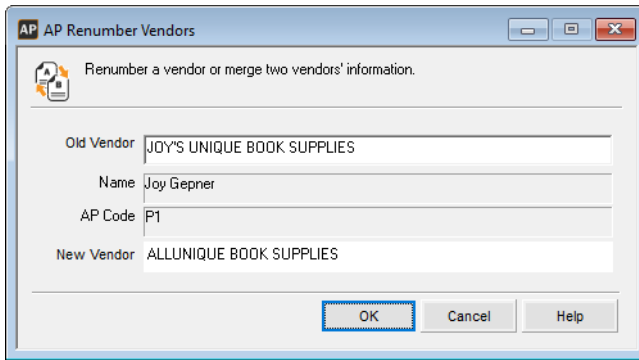 AP AP Renumber Vendors
Renumber a vendor or merge two vendors' information.
A
B
Old Vendor JOY'S UNIQUE BOOK SUPPLIES
Name Joy Gepner
AP Code P1
New Vendor ALLUNIQUE BOOK SUPPLIES
OK Cancel Help